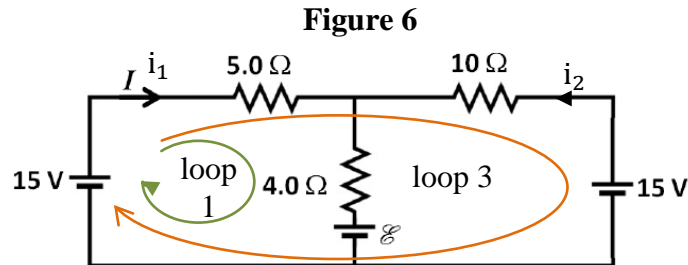 Figure 6
I i₁ 5.0 Ω 10 Ω i₂
15 V loop 1 4.0 Ω loop 3 15 V
ℰ